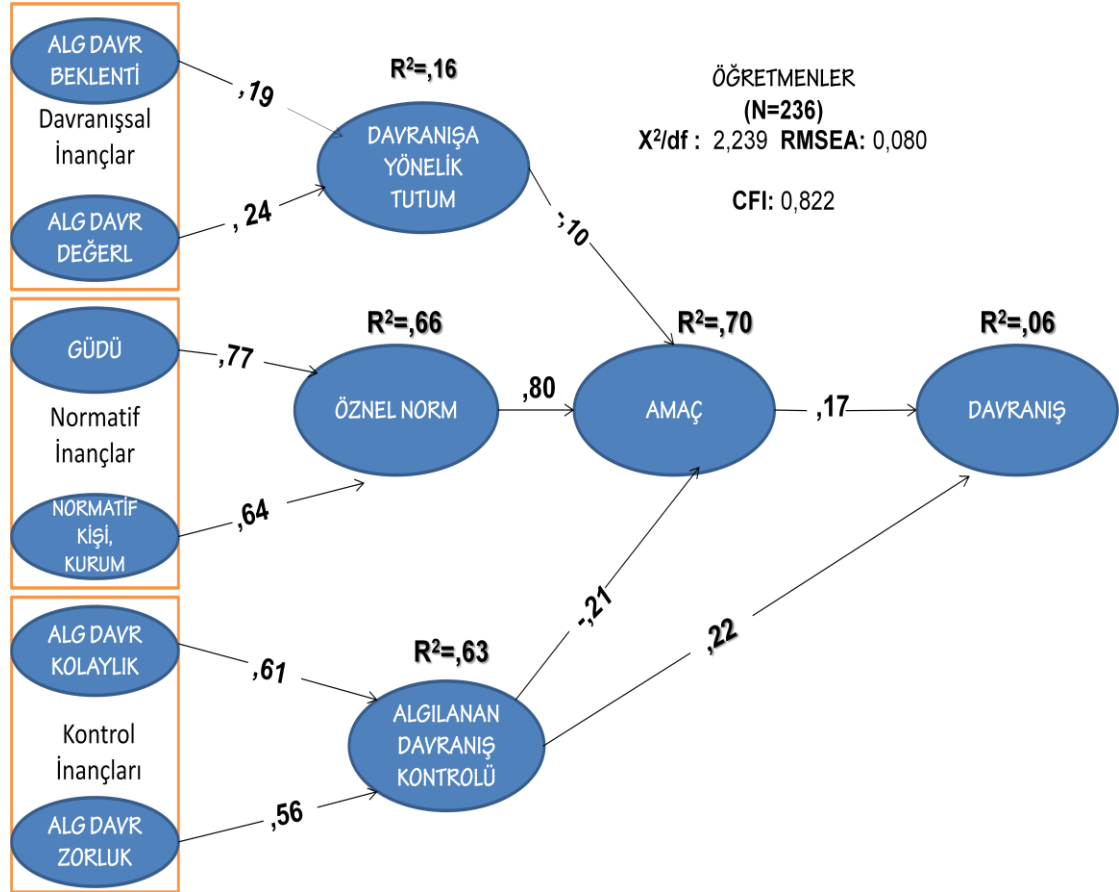 ALG DAVR
BEKLENTİ
Davranışsal
İnançlar
ALG DAVR
DEĞERL
,19
, 24
R²=,16
DAVRANIŞA
YÖNELİK
TUTUM
ÖĞRETMENLER
(N=236)
X²/df : 2,239 RMSEA: 0,080
CFI: 0,822
-,10
GÜDÜ
Normatif
İnançlar
NORMATİF
KİŞİ,
KURUM
,77
,64
R²=,66
ÖZNEL NORM
,80
R²=,70
AMAÇ
,17
R²=,06
DAVRANIŞ
ALG DAVR
KOLAYLIK
Kontrol
İnançları
ALG DAVR
ZORLUK
,61
,56
R²=,63
ALGILANAN
DAVRANIŞ
KONTROLÜ
-,21
,22